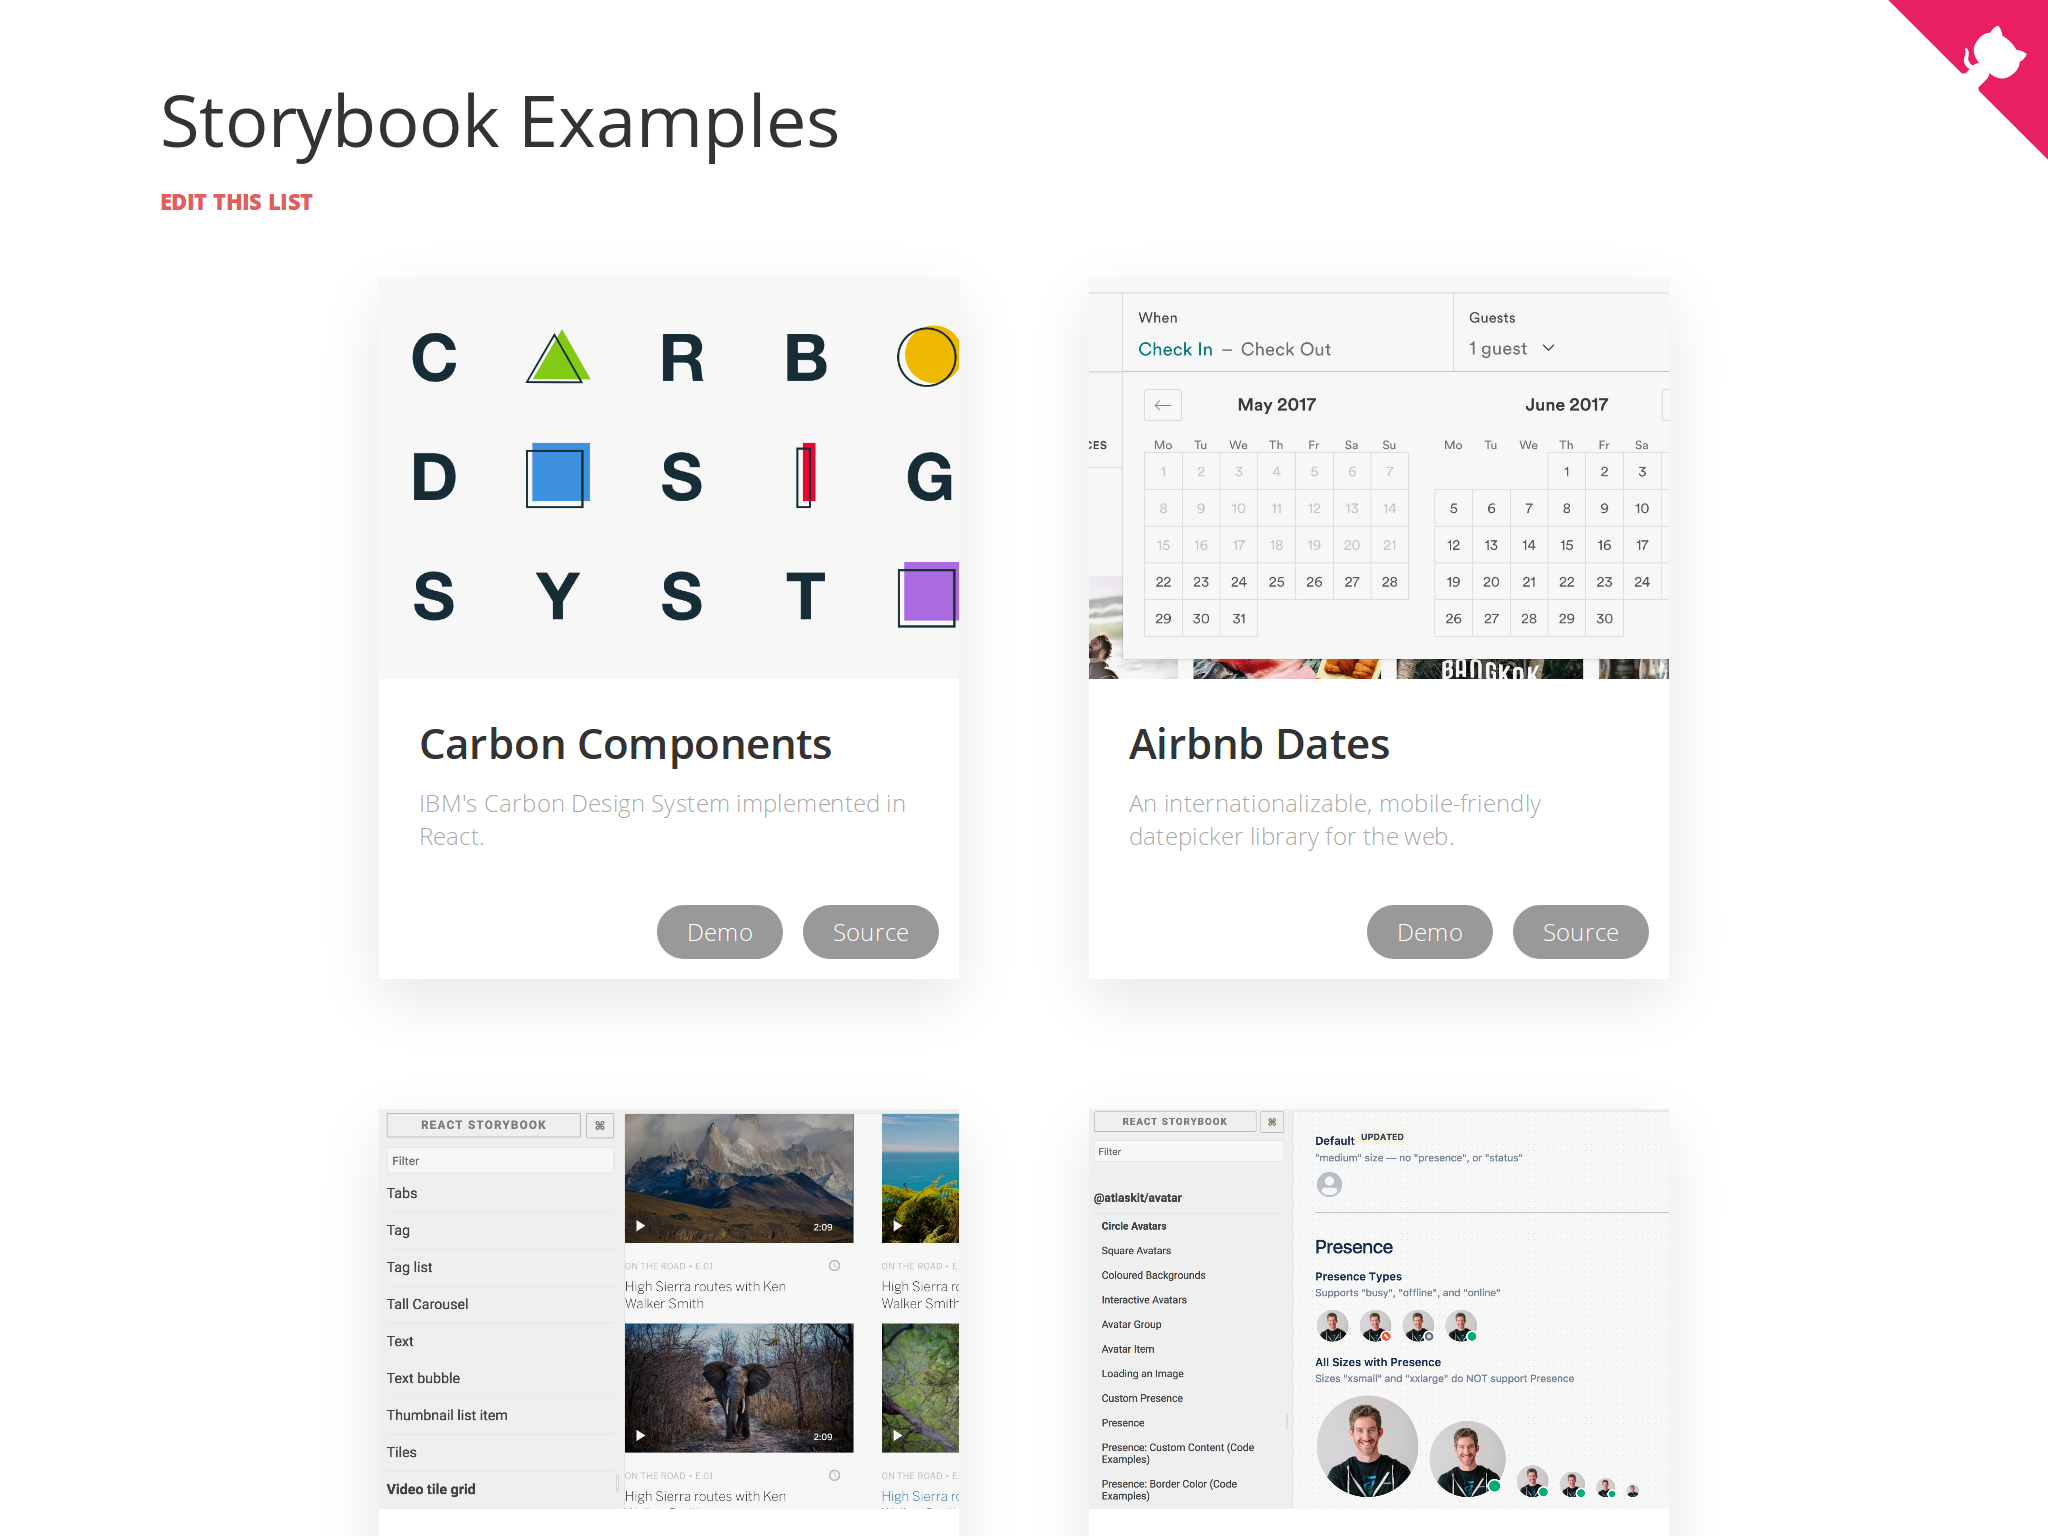 Storybook Examples
EDIT THIS LIST
C R B
D S G
S Y S T
Carbon Components
IBM's Carbon Design System implemented in
React.
Demo Source
When
Check In – Check Out
Guests
1 guest
May 2017
Mo Tu We Th Fr Sa Su
1 2 3 4 5 6 7
8 9 10 11 12 13 14
15 16 17 18 19 20 21
22 23 24 25 26 27 28
29 30 31
June 2017
Mo Tu We Th Fr Sa
1 2 3
5 6 7 8 9 10
12 13 14 15 16 17
19 20 21 22 23 24
26 27 28 29 30
CES
BANGKOK
Airbnb Dates
An internationalizable, mobile-friendly
datepicker library for the web.
Demo Source
REACT STORYBOOK ⌘
Filter
Tabs
Tag
Tag list
Tall Carousel
Text
Text bubble
Thumbnail list item
Tiles
Video tile grid
2:09
ON THE ROAD • E.01
High Sierra routes with Ken
Walker Smith
2:09
ON THE ROAD • E.01
High Sierra routes with Ken
ON THE ROAD • E.
High Sierra ro
Walker Smith
ON THE ROAD • E.
High Sierra ro
REACT STORYBOOK ⌘
Filter
@atlaskit/avatar
Circle Avatars
Square Avatars
Coloured Backgrounds
Interactive Avatars
Avatar Group
Avatar Item
Loading an Image
Custom Presence
Presence
Presence: Custom Content (Code
Examples)
Presence: Border Color (Code
Examples)
Default UPDATED
"medium" size — no "presence", or "status"
Presence
Presence Types
Supports "busy", "offline", and "online"
All Sizes with Presence
Sizes "xsmall" and "xxlarge" do NOT support Presence